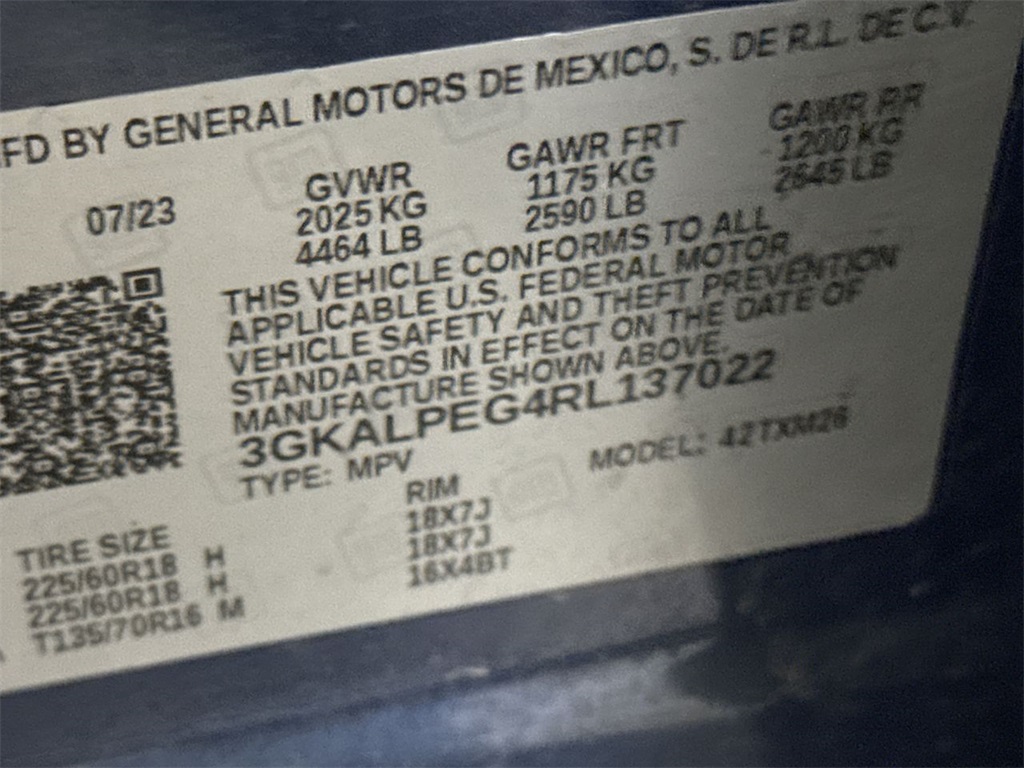 MFD BY GENERAL MOTORS DE MEXICO, S. DE R.L. DE C.V.
07/23 GVWR GAWR FRT GAWR RR
2025 KG 1175 KG 1200 KG
4464 LB 2590 LB 2645 LB
THIS VEHICLE CONFORMS TO ALL
APPLICABLE U.S. FEDERAL MOTOR
VEHICLE SAFETY AND THEFT PREVENTION
STANDARDS IN EFFECT ON THE DATE OF
MANUFACTURE SHOWN ABOVE.
3GKALPEG4RL137022
TYPE: MPV MODEL: 42TXM26
TIRE SIZE RIM
225/60R18 H 18X7J
225/60R18 H 18X7J
T135/70R16 M 16X4BT